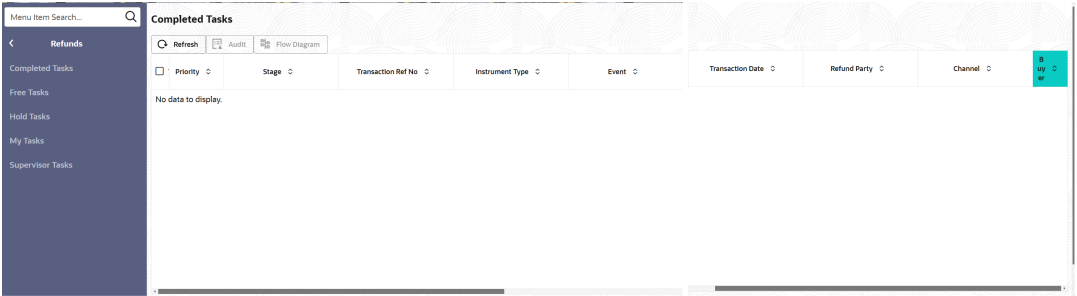 Menu Item Search...
Refunds
Completed Tasks
Free Tasks
Hold Tasks
My Tasks
Supervisor Tasks
Completed Tasks
Refresh Audit Flow Diagram
Priority Stage Transaction Ref No Instrument Type Event
No data to display.
Transaction Date Refund Party Channel
B
uy
er